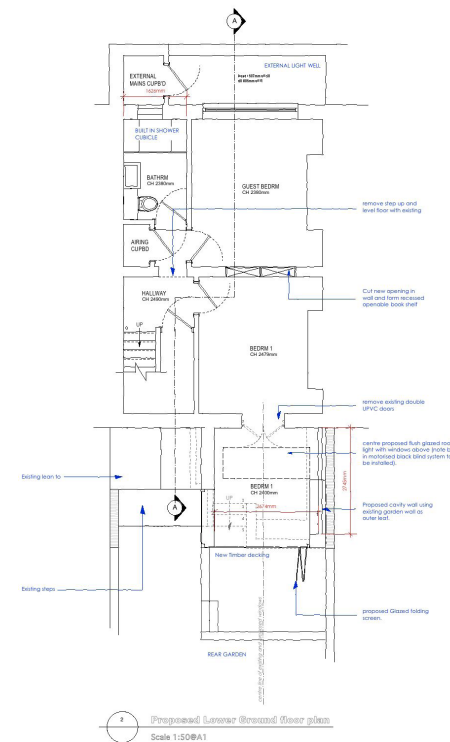 A
EXTERNAL LIGHT WELL
EXTERNAL
MAINS CUPB'D
1626mm
BUILT IN SHOWER
CUBICLE
BATHRM
CH 2390mm
GUEST BEDRM
CH 2390mm
remove step up and
level floor with existing
AIRING
CUPBD
HALLWAY
CH 2490mm
Cut new opening in
wall and form recessed
openable book shelf
UP
BEDRM 1
CH 2479mm
remove existing double
UPVC doors
centre proposed flush glazed roo
light with windows above (note b
in motorised black blind (system to
be installed).
Existing lean to
BEDRM 1
CH 2400mm
UP
A
Proposed cavity wall using
existing garden wall as
outer leaf.
New Timber decking
Existing steps
proposed Glazed folding
screen.
REAR GARDEN
2
Proposed Lower Ground floor plan
Scale 1:50@A1